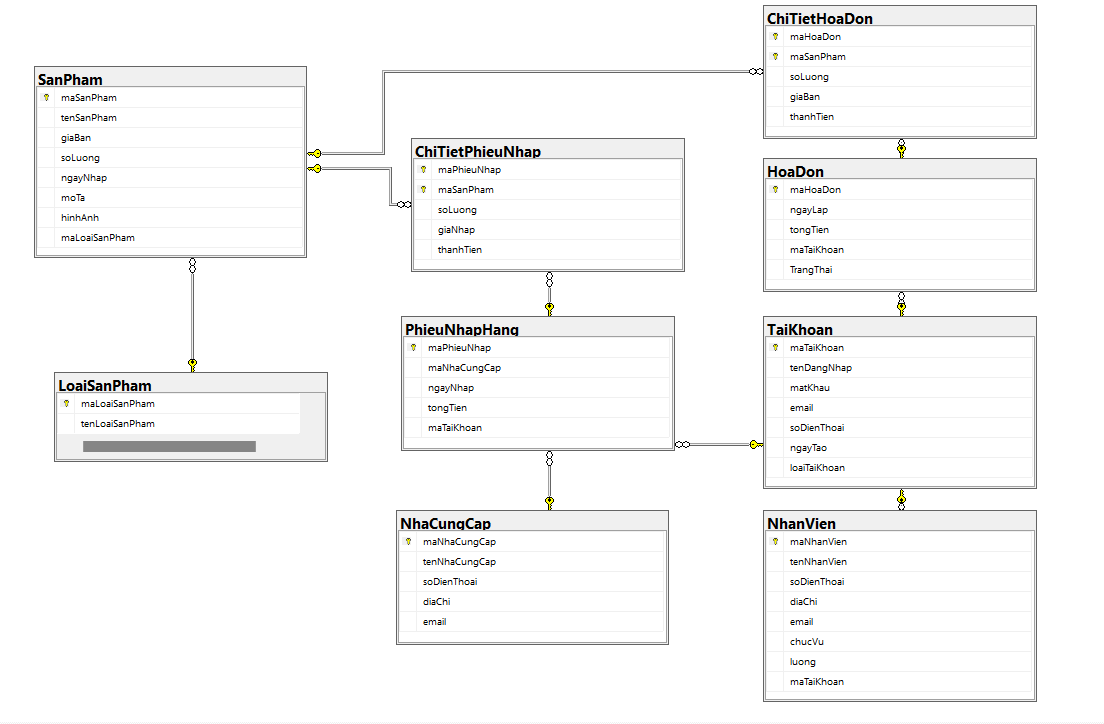 SanPham
maSanPham
tenSanPham
giaBan
soLuong
ngayNhap
moTa
hinhAnh
maLoaiSanPham
LoaiSanPham
maLoaiSanPham
tenLoaiSanPham
ChiTietPhieuNhap
maPhieuNhap
maSanPham
soLuong
giaNhap
thanhTien
PhieuNhapHang
maPhieuNhap
maNhaCungCap
ngayNhap
tongTien
maTaiKhoan
NhaCungCap
maNhaCungCap
tenNhaCungCap
soDienThoai
diaChi
email
ChiTietHoaDon
maHoaDon
maSanPham
soLuong
giaBan
thanhTien
HoaDon
maHoaDon
ngayLap
tongTien
maTaiKhoan
TrangThai
TaiKhoan
maTaiKhoan
tenDangNhap
matKhau
email
soDienThoai
ngayTao
loaiTaiKhoan
NhanVien
maNhanVien
tenNhanVien
soDienThoai
diaChi
email
chucVu
luong
maTaiKhoan